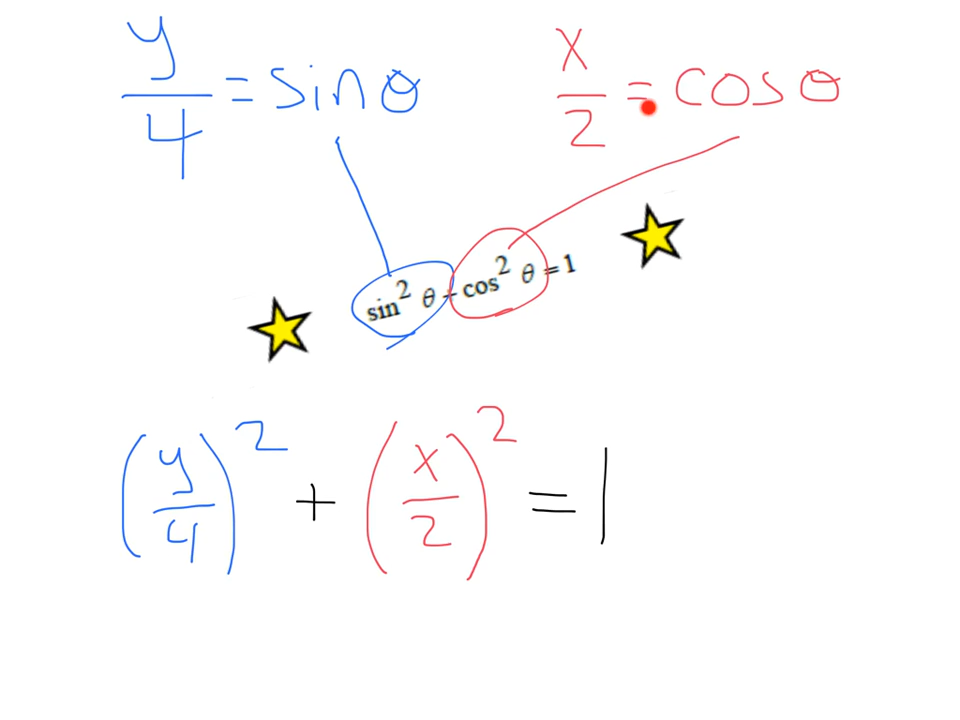 y/4 = sin θ
x/2 = cos θ
sin² θ + cos² θ = 1
(y/4)² + (x/2)² = 1